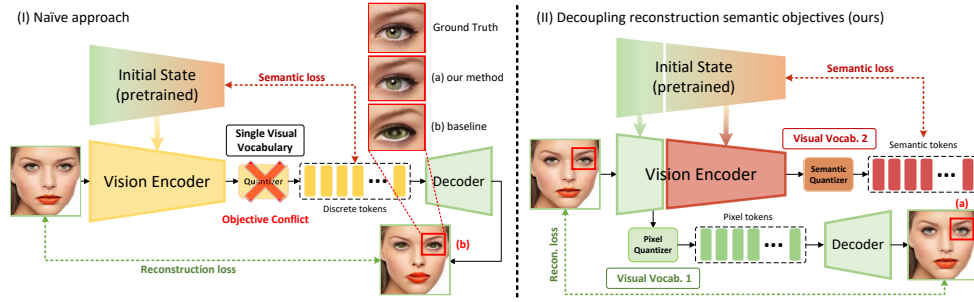 (I) Naïve approach
Initial State
(pretrained)
Semantic loss
Ground Truth
(a) our method
(b) baseline
Single Visual
Vocabulary
Vision Encoder
Quantizer
Objective Conflict
Discrete tokens
Decoder
(b)
Reconstruction loss
(II) Decoupling reconstruction semantic objectives (ours)
Initial State
(pretrained)
Semantic loss
Visual Vocab. 2
Semantic tokens
Vision Encoder
Semantic
Quantizer
(a)
Pixel tokens
Pixel
Quantizer
Decoder
Recon. loss
Visual Vocab. 1